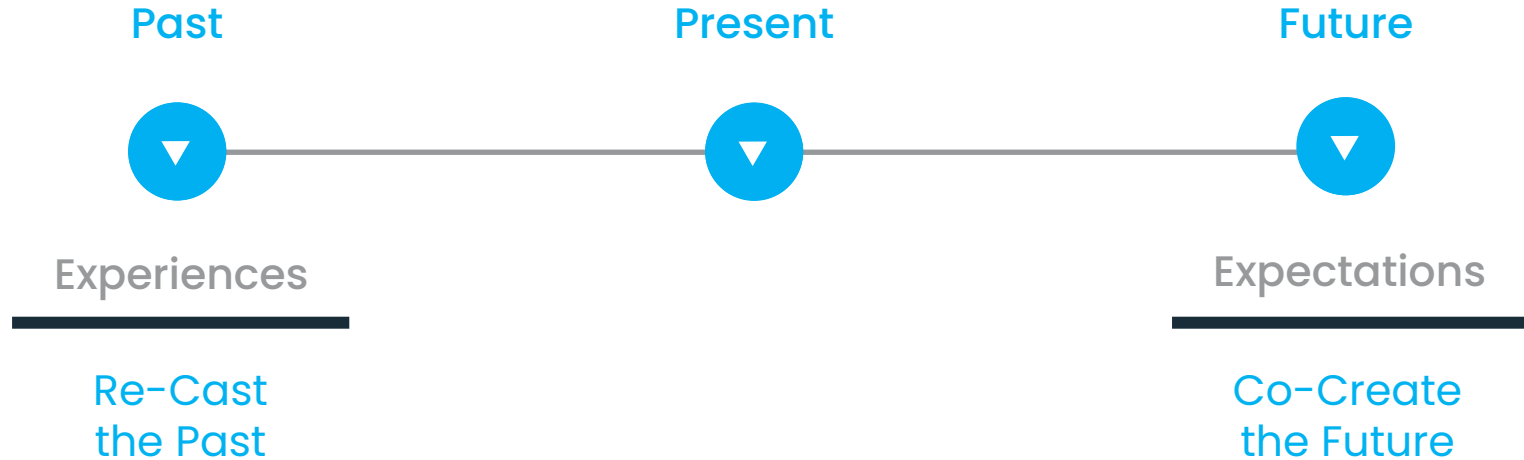 Past
Present
Future
Experiences
Expectations
Re-Cast
the Past
Co-Create
the Future